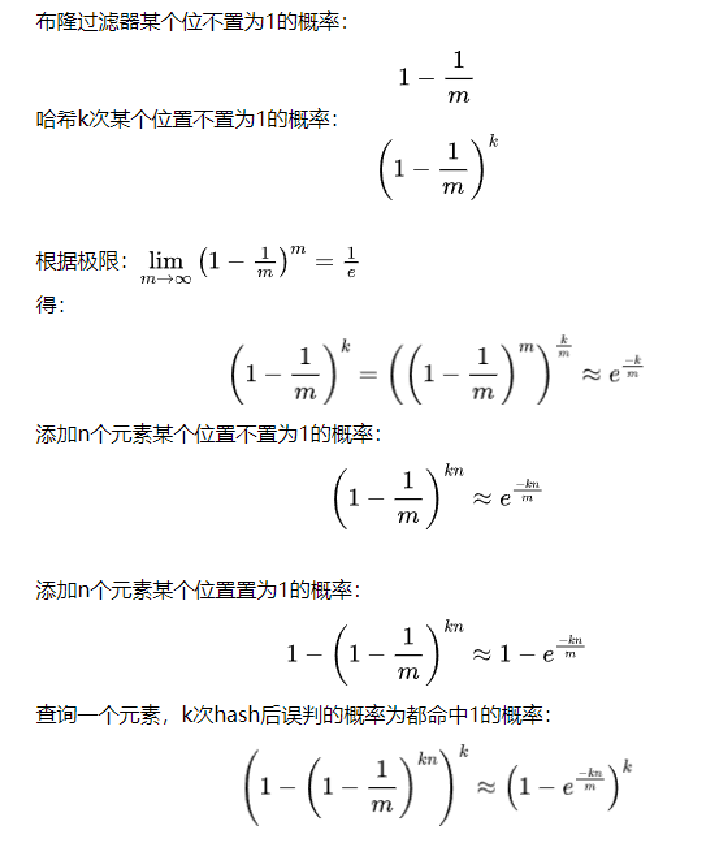 布隆过滤器某个位不置为1的概率：
1 − \frac{1}{m}
哈希k次某个位置不置为1的概率：
\left(1 − \frac{1}{m}\right)^k
根据极限：\lim_{m→∞} \left(1 − \frac{1}{m}\right)^m = \frac{1}{e}
得：
\left(1 − \frac{1}{m}\right)^k = \left(\left(1 − \frac{1}{m}\right)^m\right)^{\frac{k}{m}} ≈ e^{\frac{−k}{m}}
添加n个元素某个位置不置为1的概率：
\left(1 − \frac{1}{m}\right)^{kn} ≈ e^{\frac{−kn}{m}}
添加n个元素某个位置置为1的概率：
1 − \left(1 − \frac{1}{m}\right)^{kn} ≈ 1 − e^{\frac{−kn}{m}}
查询一个元素，k次hash后误判的概率为都命中1的概率：
\left(1 − \left(1 − \frac{1}{m}\right)^{kn}\right)^k ≈ \left(1 − e^{\frac{−kn}{m}}\right)^k